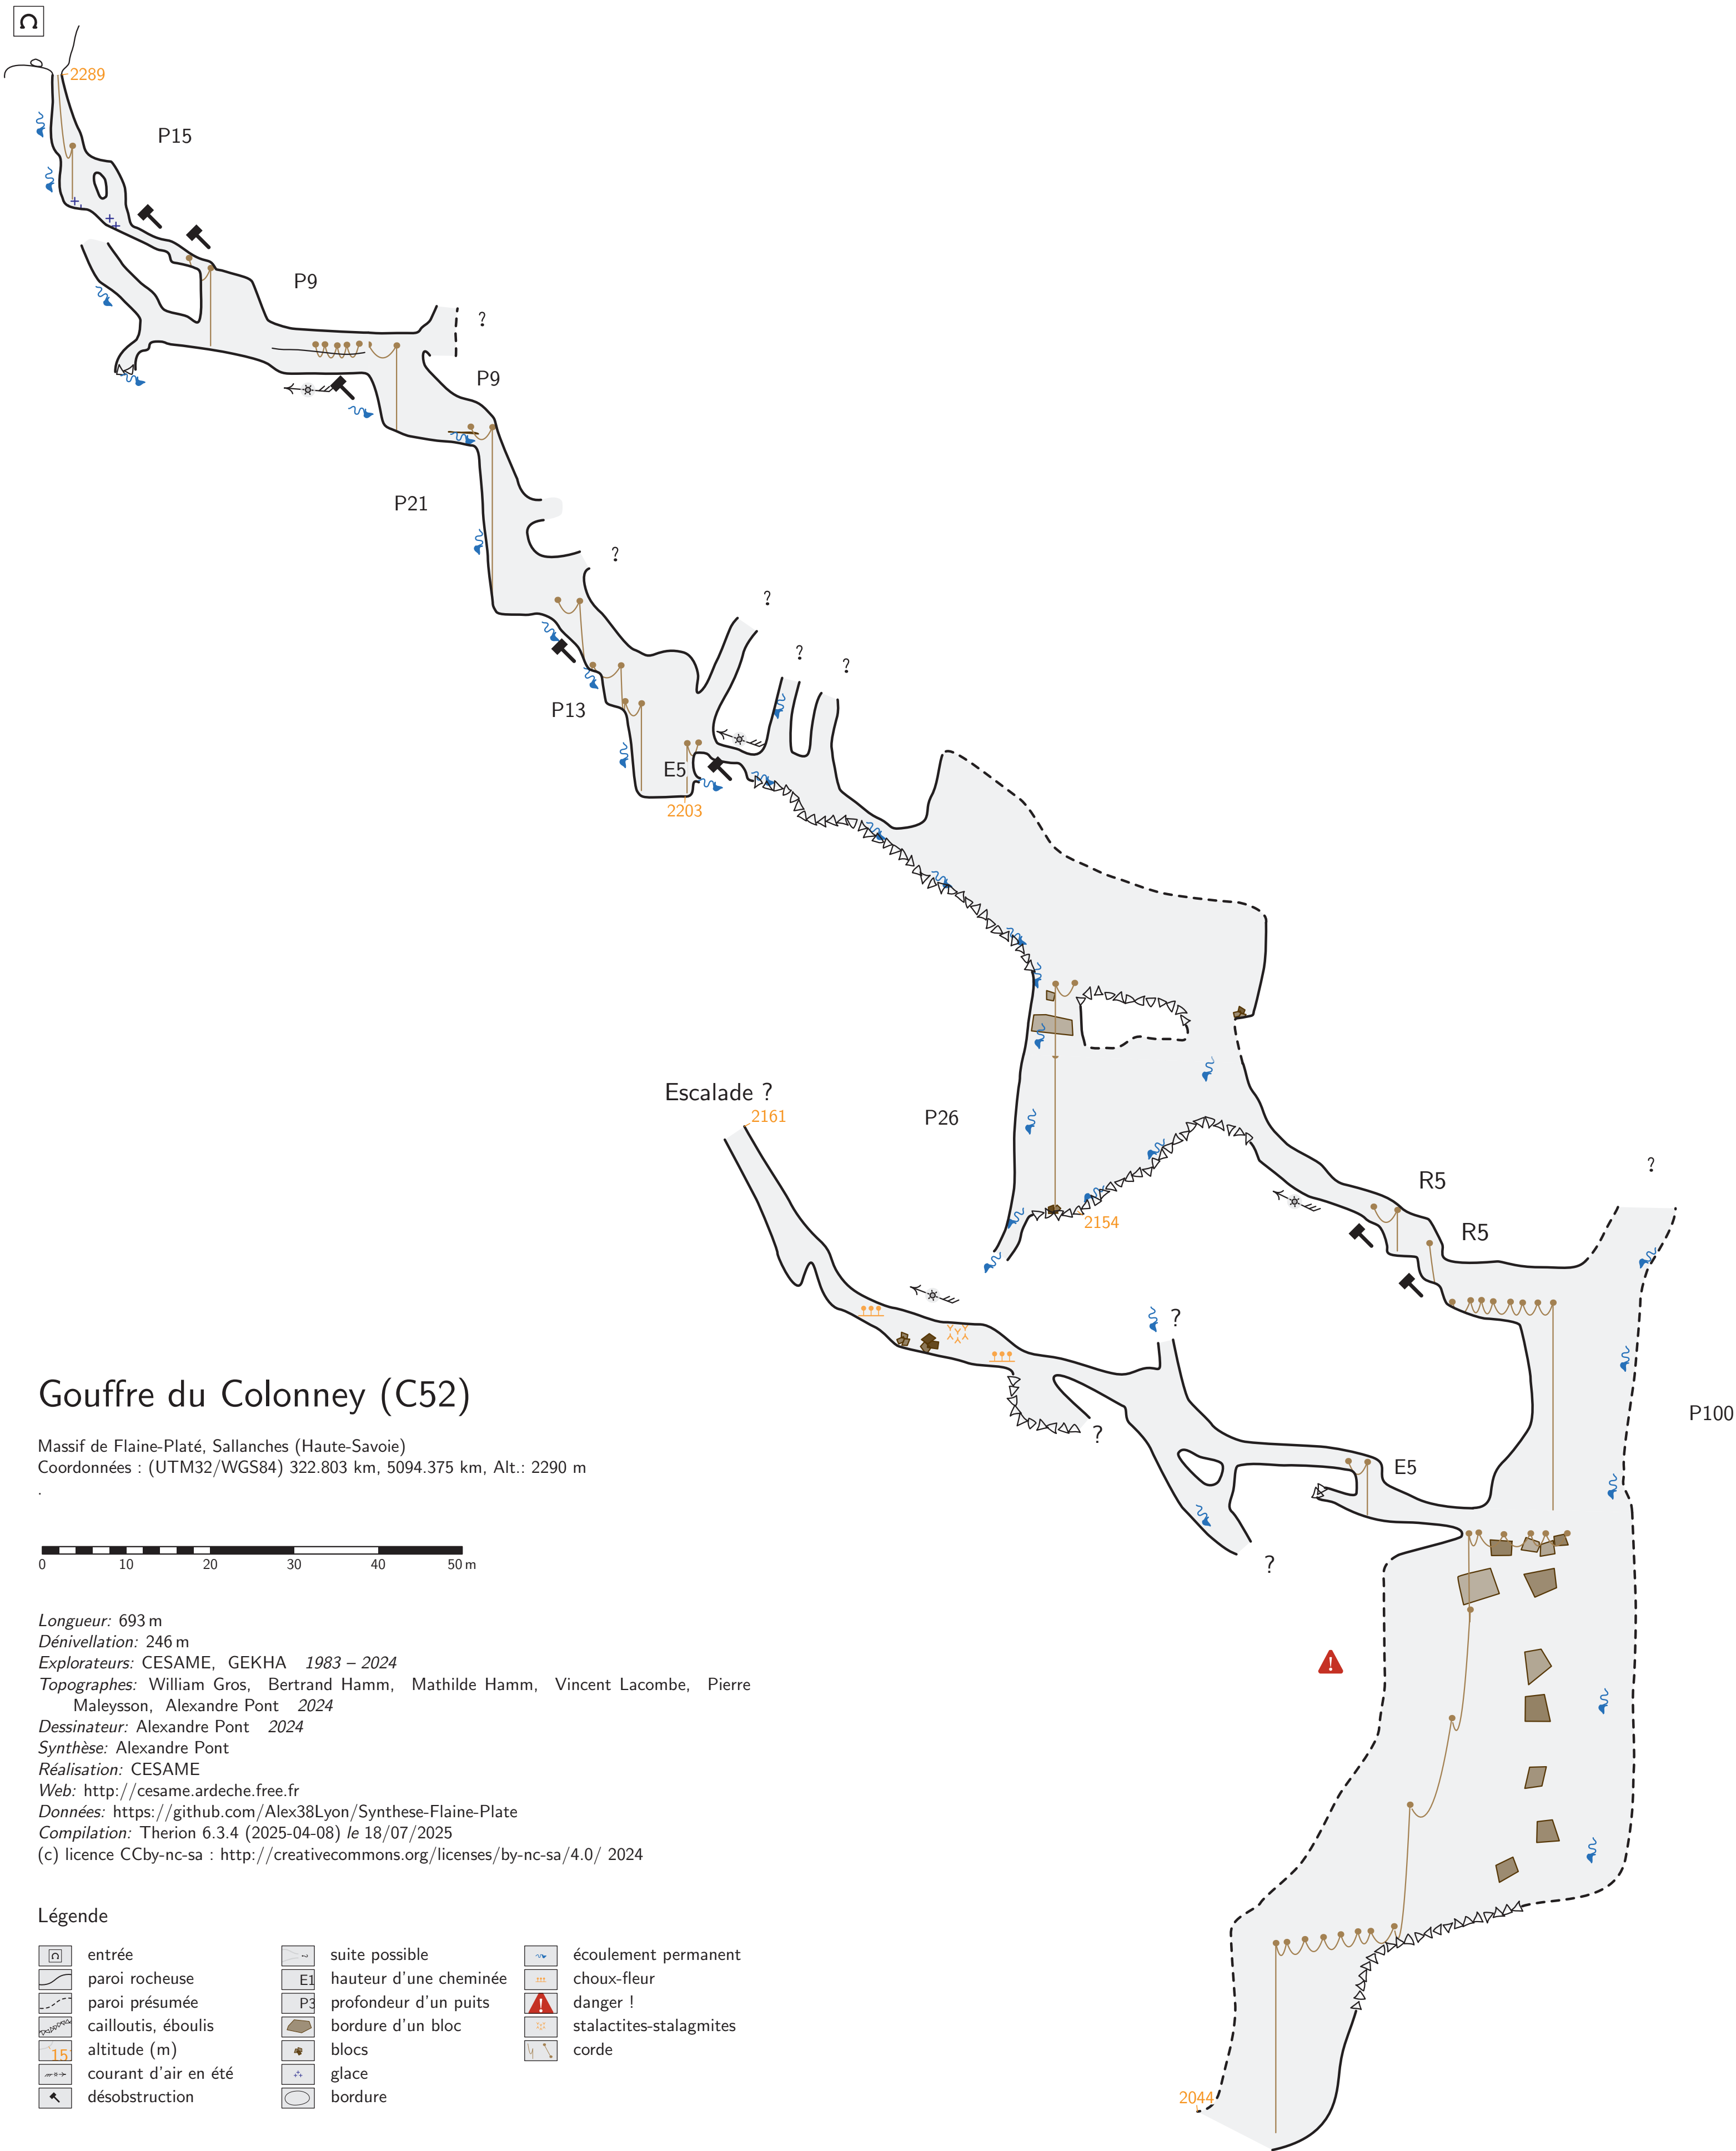 Ω
2289
P15
P9
?
P9
P21
?
?
?
?
P13
E5
2203
Escalade ?
2161
P26
2154
R5
?
R5
?
P100
?
E5
?
2044
Gouffre du Colonney (C52)
Massif de Flaine-Platé, Sallanches (Haute-Savoie)
Coordonnées : (UTM32/WGS84) 322.803 km, 5094.375 km, Alt.: 2290 m
.
0 10 20 30 40 50 m
Longueur: 693 m
Dénivellation: 246 m
Explorateurs: CESAME, GEKHA 1983 – 2024
Topographes: William Gros, Bertrand Hamm, Mathilde Hamm, Vincent Lacombe, Pierre
Maleysson, Alexandre Pont 2024
Dessinateur: Alexandre Pont 2024
Synthèse: Alexandre Pont
Réalisation: CESAME
Web: http://cesame.ardeche.free.fr
Données: https://github.com/Alex38Lyon/Synthese-Flaine-Plate
Compilation: Therion 6.3.4 (2025-04-08) le 18/07/2025
(c) licence CCby-nc-sa : http://creativecommons.org/licenses/by-nc-sa/4.0/ 2024
Légende
Ω entrée
paroi rocheuse
paroi présumée
cailloutis, éboulis
15 altitude (m)
courant d'air en été
désobstruction
? suite possible
E1 hauteur d'une cheminée
P3 profondeur d'un puits
bordure d'un bloc
blocs
glace
bordure
écoulement permanent
choux-fleur
! danger !
stalactites-stalagmites
corde
!